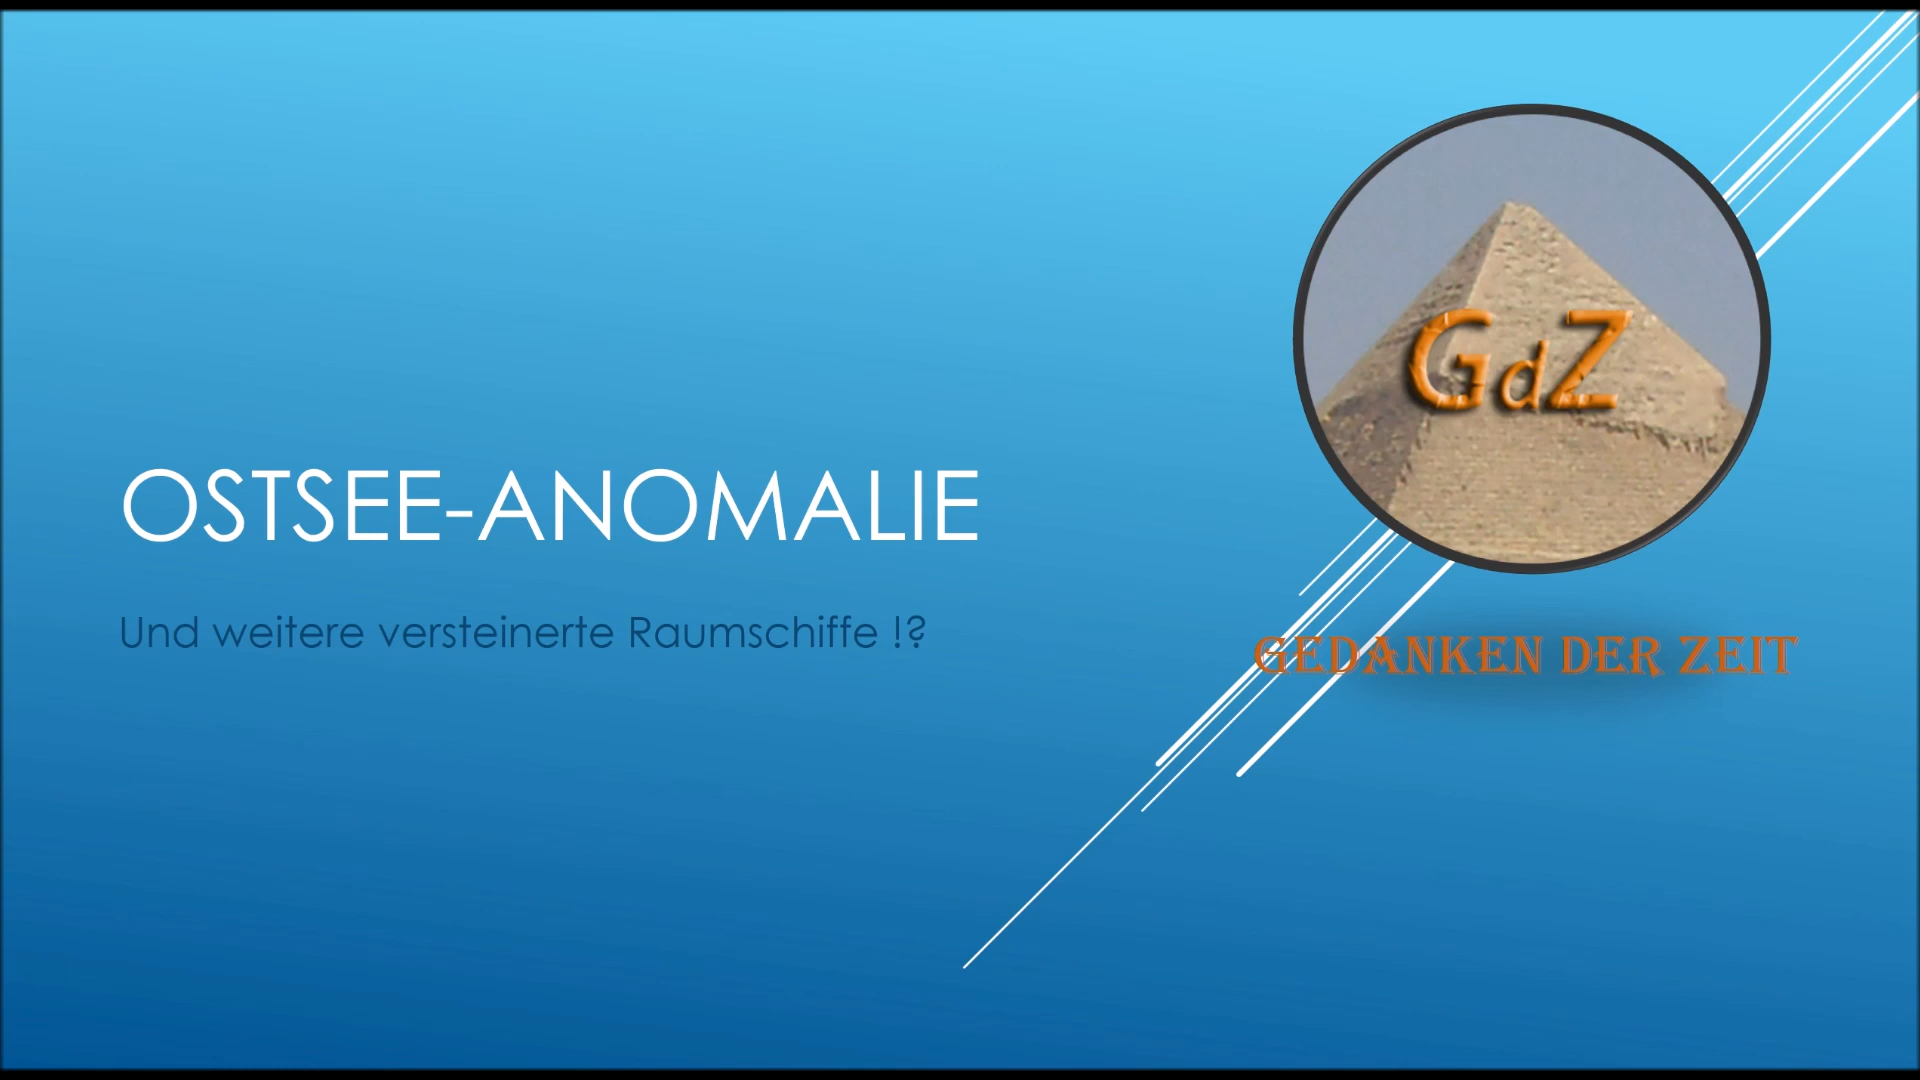 OSTSEE-ANOMALIE
Und weitere versteinerte Raumschiffe !?
GdZ
GEDANKEN DER ZEIT